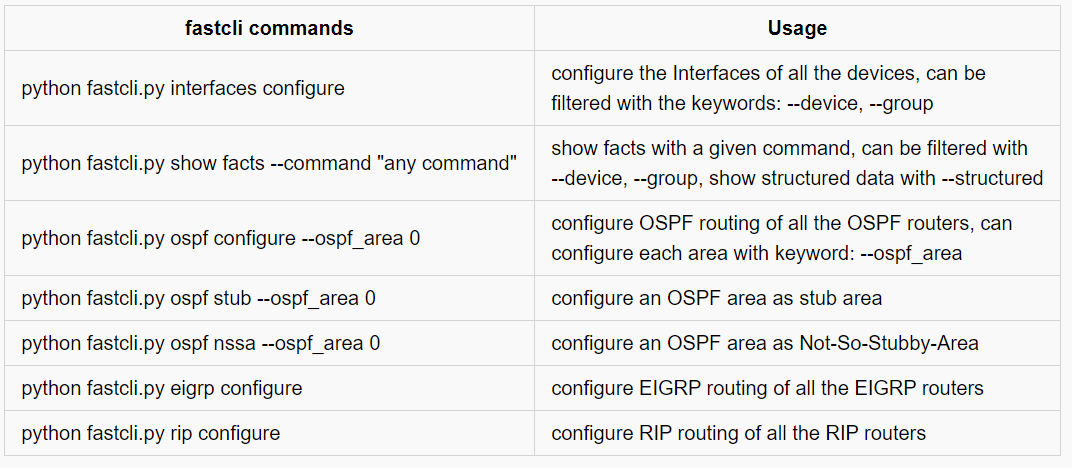 fastcli commands
Usage
python fastcli.py interfaces configure
configure the Interfaces of all the devices, can be
filtered with the keywords: --device, --group
python fastcli.py show facts --command "any command"
show facts with a given command, can be filtered with
--device, --group, show structured data with --structured
python fastcli.py ospf configure --ospf_area 0
configure OSPF routing of all the OSPF routers, can
configure each area with keyword: --ospf_area
python fastcli.py ospf stub --ospf_area 0
configure an OSPF area as stub area
python fastcli.py ospf nssa --ospf_area 0
configure an OSPF area as Not-So-Stubby-Area
python fastcli.py eigrp configure
configure EIGRP routing of all the EIGRP routers
python fastcli.py rip configure
configure RIP routing of all the RIP routers